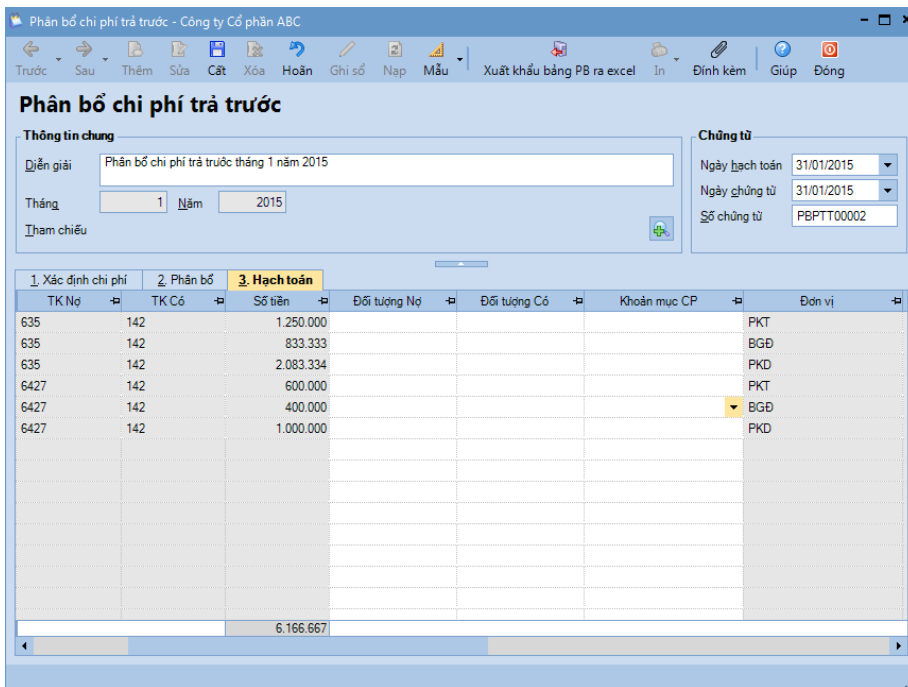 Phân bổ chi phí trả trước - Công ty Cổ phần ABC
Trước Sau Thêm Sửa Cất Xóa Hoãn Ghi sổ Nạp Mẫu Xuất khẩu bảng PB ra excel In Đính kèm Giúp Đóng
Phân bổ chi phí trả trước
Thông tin chung Chứng từ
Diễn giải Phân bổ chi phí trả trước tháng 1 năm 2015 Ngày hạch toán 31/01/2015
Ngày chứng từ 31/01/2015
Tháng 1 Năm 2015 Số chứng từ PBPTT00002
Tham chiếu
1. Xác định chi phí 2. Phân bổ 3. Hạch toán
TK Nợ TK Có Số tiền Đối tượng Nợ Đối tượng Có Khoản mục CP Đơn vị
635 142 1.250.000 PKT
635 142 833.333 BGĐ
635 142 2.083.334 PKD
6427 142 600.000 PKT
6427 142 400.000 BGĐ
6427 142 1.000.000 PKD
6.166.667